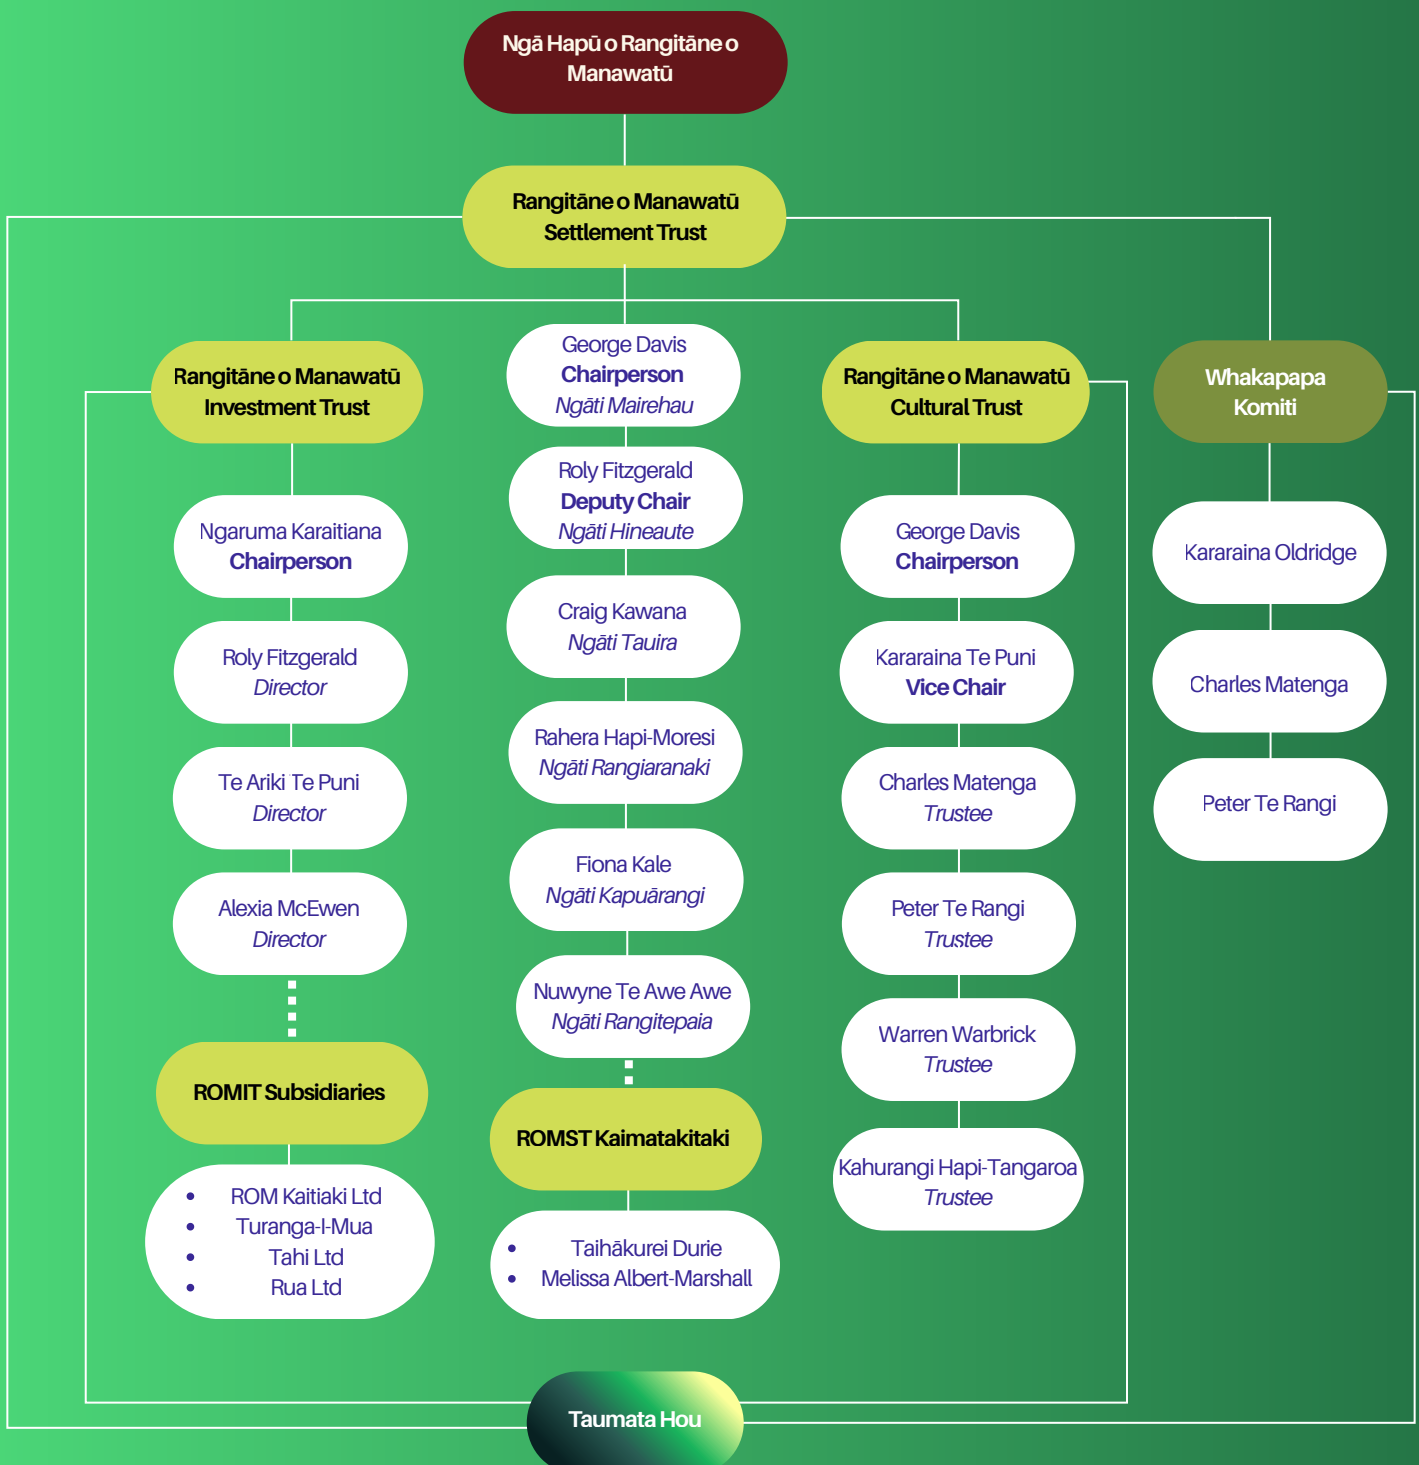 Ngā Hapū o Rangitāne o
Manawatū
Rangitāne o Manawatū
Settlement Trust
Rangitāne o Manawatū
Investment Trust
Ngaruma Karaitiana
Chairperson
Roly Fitzgerald
Director
Te Ariki Te Puni
Director
Alexia McEwen
Director
ROMIT Subsidiaries
• ROM Kaitiaki Ltd
• Turanga-I-Mua
• Tahi Ltd
• Rua Ltd
George Davis
Chairperson
Ngāti Mairehau
Roly Fitzgerald
Deputy Chair
Ngāti Hineaute
Craig Kawana
Ngāti Tauira
Rahera Hapi-Moresi
Ngāti Rangiaranaki
Fiona Kale
Ngāti Kapuārangi
Nuwyne Te Awe Awe
Ngāti Rangitepaia
ROMST Kaimatakitaki
• Taihākurei Durie
• Melissa Albert-Marshall
Rangitāne o Manawatū
Cultural Trust
George Davis
Chairperson
Kararaina Te Puni
Vice Chair
Charles Matenga
Trustee
Peter Te Rangi
Trustee
Warren Warbrick
Trustee
Kahurangi Hapi-Tangaroa
Trustee
Whakapapa
Komiti
Kararaina Oldridge
Charles Matenga
Peter Te Rangi
Taumata Hou